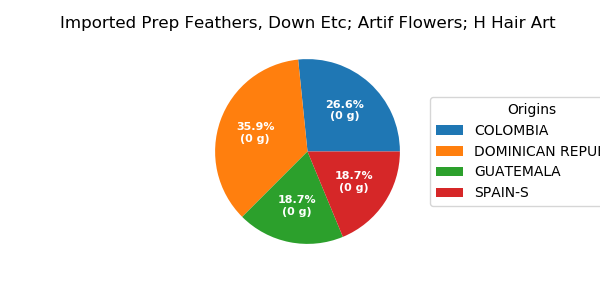 Imported Prep Feathers, Down Etc; Artif Flowers; H Hair Art
26.6%
(0 g)
35.9%
(0 g)
18.7%
(0 g)
18.7%
(0 g)
Origins
COLOMBIA
DOMINICAN REPU
GUATEMALA
SPAIN-S